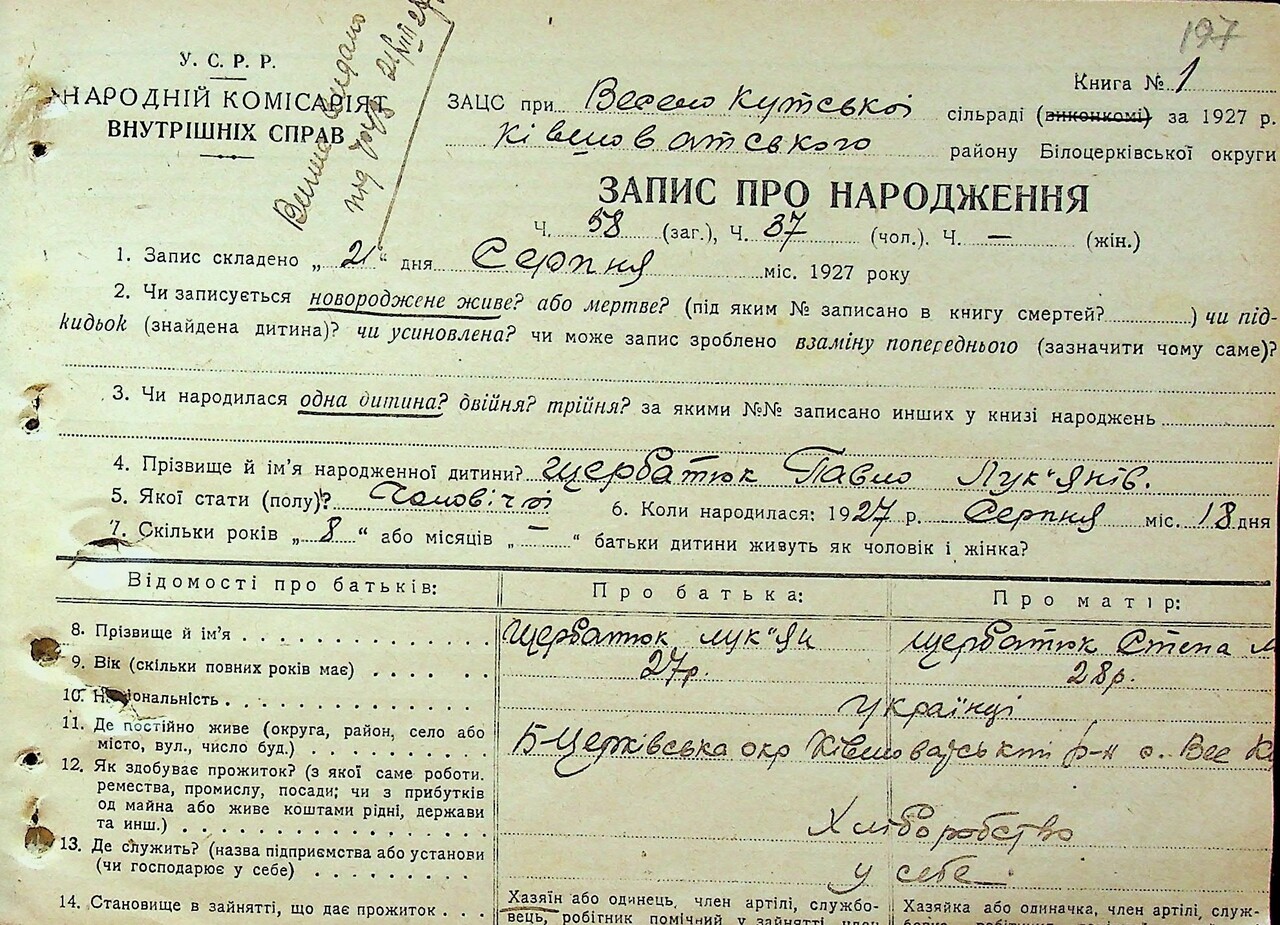 197
У. С. Р. Р.
НАРОДНІЙ КОМІСАРІЯТ
ВНУТРІШНІХ СПРАВ
Книга № 1
ЗАЦС при Веселокутській сільраді (виконкомі) за 1927 р.
Ківшоватського району Білоцерківської округи
ЗАПИС ПРО НАРОДЖЕННЯ
Ч. 58 (заг.), Ч. 37 (чол.). Ч. — (жін.)
1. Запис складено „21“ дня Серпня міс. 1927 року
2. Чи записується новороджене живе? або мертве? (під яким № записано в книгу смертей? ) чи під-
кидьок (знайдена дитина)? чи усиновлена? чи може запис зроблено взаміну попереднього (зазначити чому саме)?
3. Чи народилася одна дитина? двійня? трійня? за якими №№ записано инших у книзі народжень
4. Прізвище й ім’я народженної дитини? Щербатюк Павло Лук"янів.
5. Якої стати (полу)? Чоловічої 6. Коли народилася: 1927 р. Серпня міс. 18 дня
7. Скільки років „8“ або місяців „—“ батьки дитини живуть як чоловік і жінка?
Відомості про батьків: Про батька: Про матір:
8. Прізвище й ім’я Щербатюк Лук"ян Щербатюк Степа
9. Вік (скільки повних років має) 27р. 28р.
10. Національність Українці
11. Де постійно живе (округа, район, село або
місто, вул., число буд.) Б-Церківська окр Ківшоватський р-н с. Вес
12. Як здобуває прожиток? (з якої саме роботи.
ремества, промислу, посади; чи з прибутків
од майна або живе коштами рідні, держави
та инш.) Хліборобство
13. Де служить? (назва підприємства або установи
(чи господарює у себе) у себе
14. Становище в зайнятті, що дає прожиток Хазяїн або одинець, член артілі, службо- Хазяйка або одиначка, член артілі, служ-
вець, робітник помічний у зайнятті